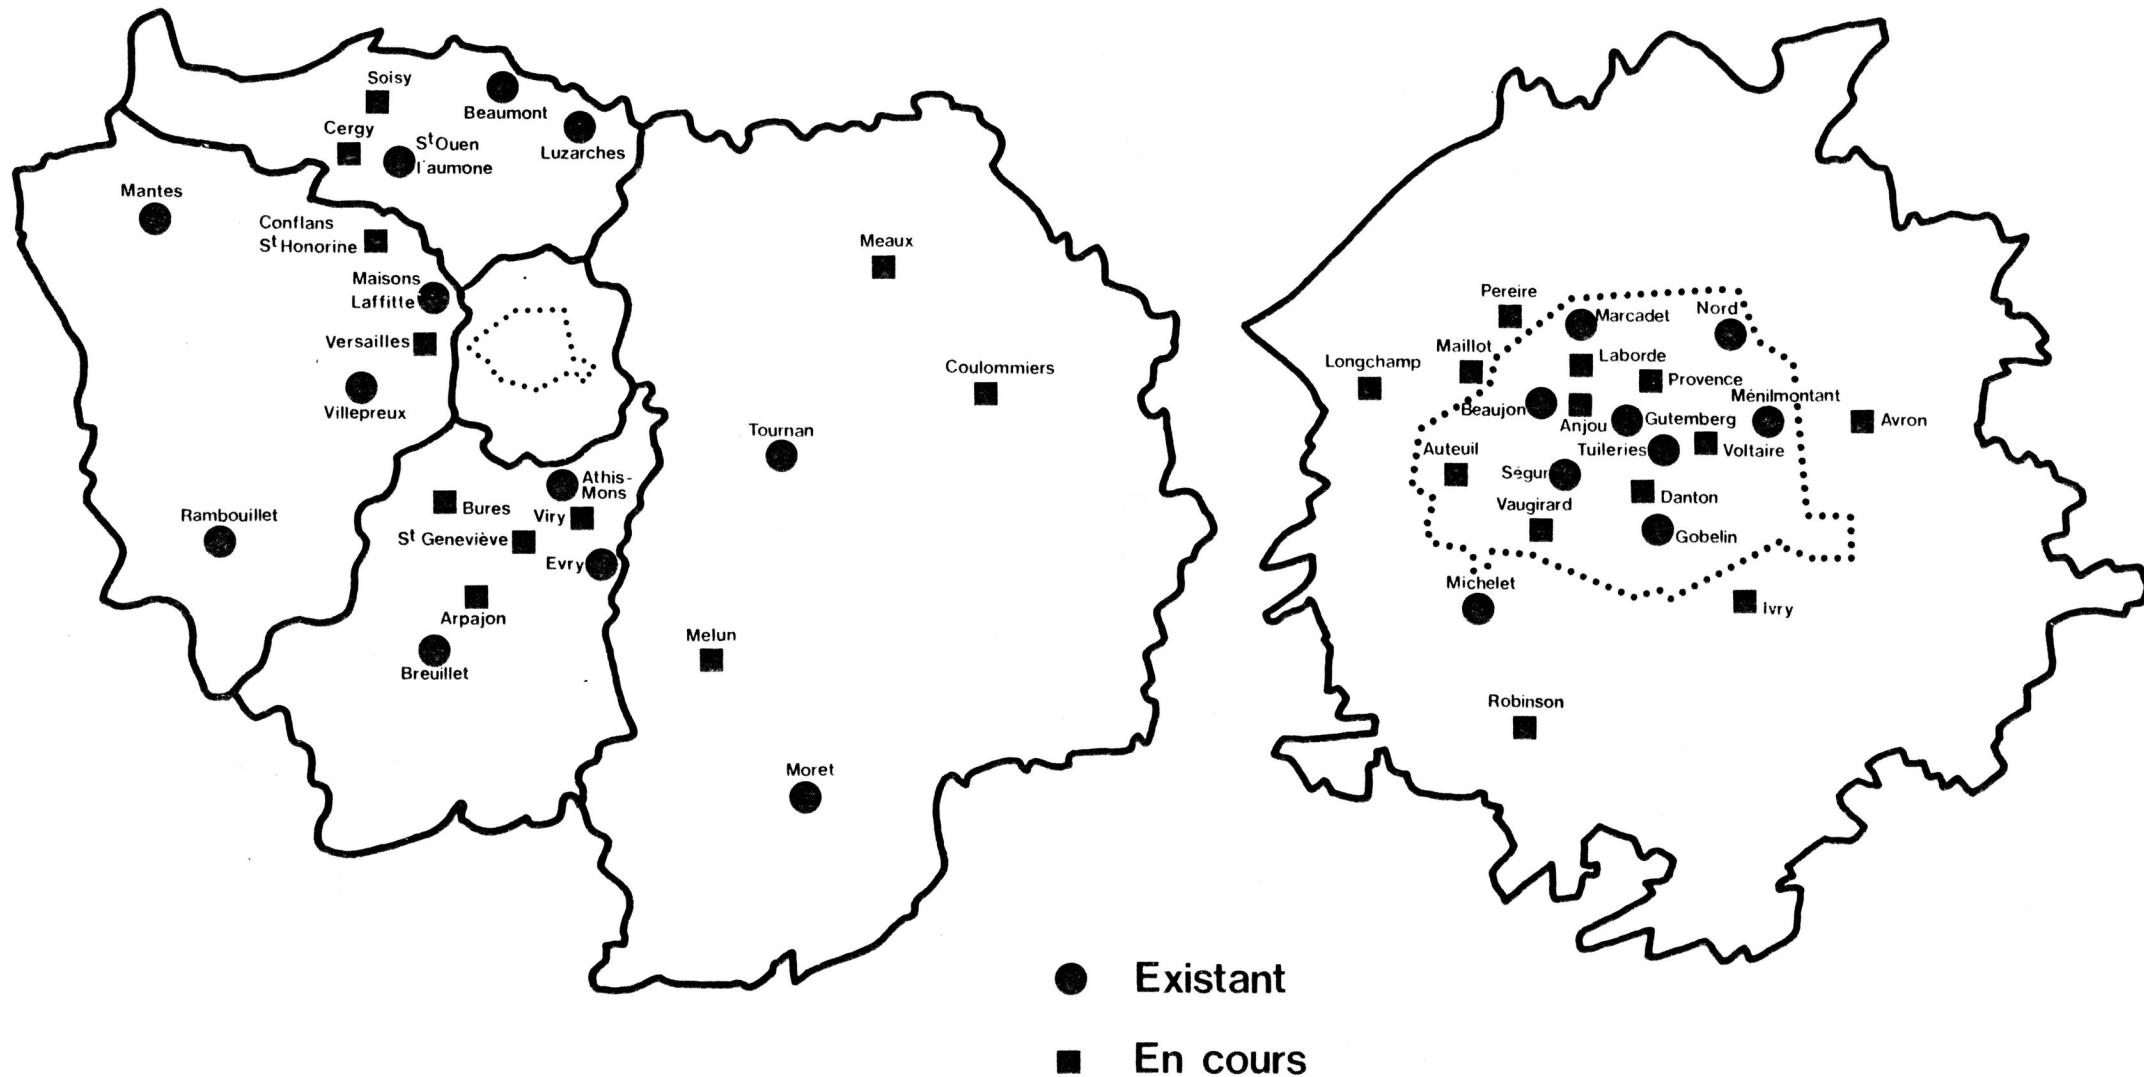 Soisy
Beaumont
Cergy
St Ouen
l'aumone
Luzarches
Mantes
Conflans
St Honorine
Maisons
Laffitte
Versailles
Villepreux
Rambouillet
Meaux
Coulommiers
Tournan
Athis-
Mons
Bures
Viry
St Geneviève
Evry
Arpajon
Breuillet
Melun
Moret
Pereire
Marcadet
Nord
Maillot
Longchamp
Laborde
Provence
Ménilmontant
Beaujon
Anjou
Gutemberg
Avron
Auteuil
Tuileries
Voltaire
Ségur
Vaugirard
Danton
Gobelin
Michelet
Ivry
Robinson
Existant
En cours